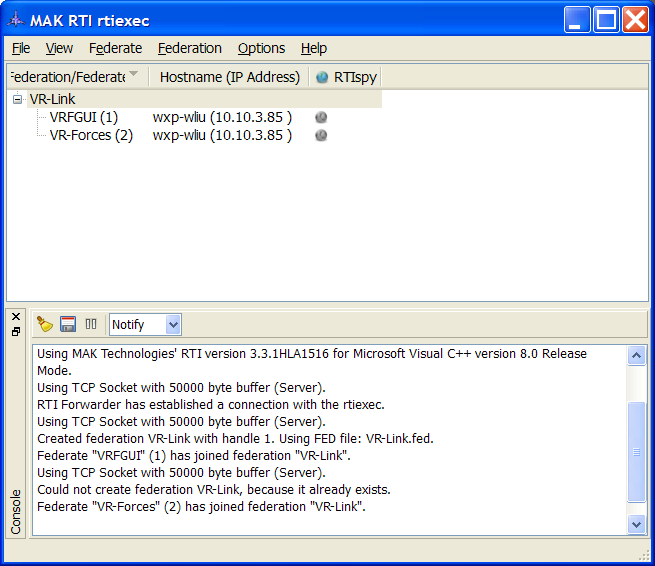 MAK RTI rtiexec
File View Federate Federation Options Help
Federation/Federate Hostname (IP Address) RTIspy
VR-Link
VRFGUI (1) wxp-wliu (10.10.3.85 )
VR-Forces (2) wxp-wliu (10.10.3.85 )
Notify
Using MAK Technologies' RTI version 3.3.1HLA1516 for Microsoft Visual C++ version 8.0 Release
Mode.
Using TCP Socket with 50000 byte buffer (Server).
RTI Forwarder has established a connection with the rtiexec.
Using TCP Socket with 50000 byte buffer (Server).
Created federation VR-Link with handle 1. Using FED file: VR-Link.fed.
Federate "VRFGUI" (1) has joined federation "VR-Link".
Using TCP Socket with 50000 byte buffer (Server).
Could not create federation VR-Link, because it already exists.
Federate "VR-Forces" (2) has joined federation "VR-Link".
Console